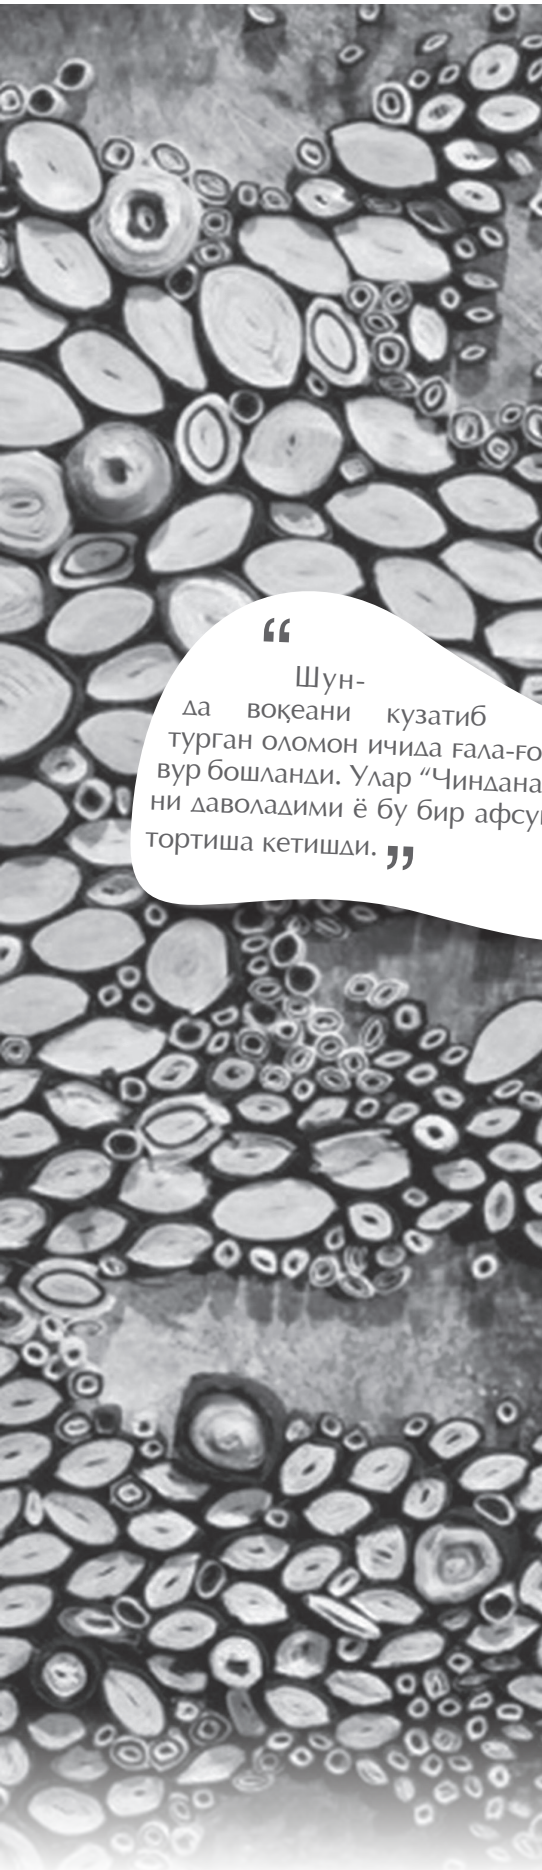 “
Шун-
да воқеани кузатиб
турган оломон ичида ғала-ғо
вур бошланди. Улар “Чиндана
ни даволадими ё бу бир афсу
тортиша кетишди. ”